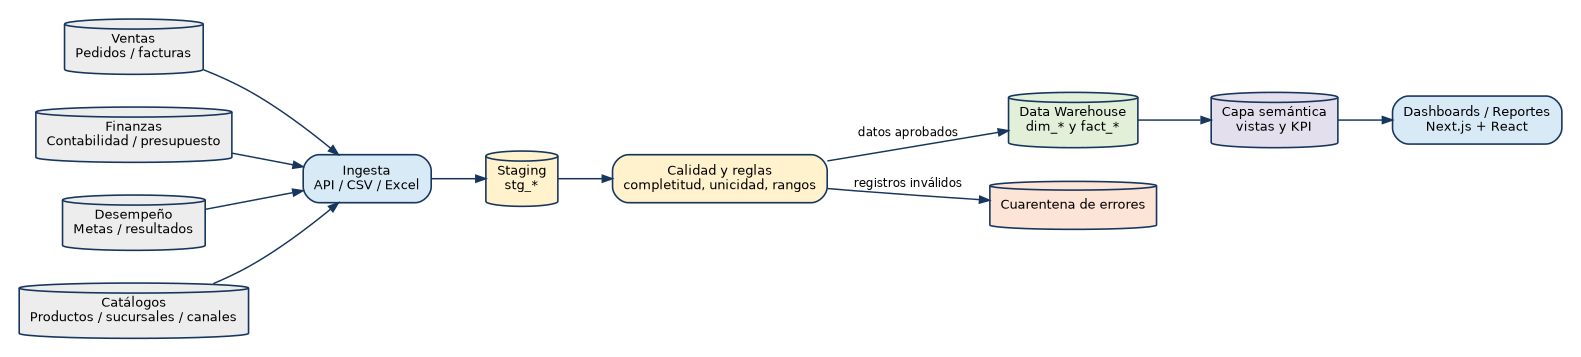 Ventas
Pedidos / facturas
Finanzas
Contabilidad / presupuesto
Desempeño
Metas / resultados
Catálogos
Productos / sucursales / canales
Ingesta
API / CSV / Excel
Staging
stg_*
Calidad y reglas
completitud, unicidad, rangos
datos aprobados
registros inválidos
Data Warehouse
dim_* y fact_*
Cuarentena de errores
Capa semántica
vistas y KPI
Dashboards / Reportes
Next.js + React